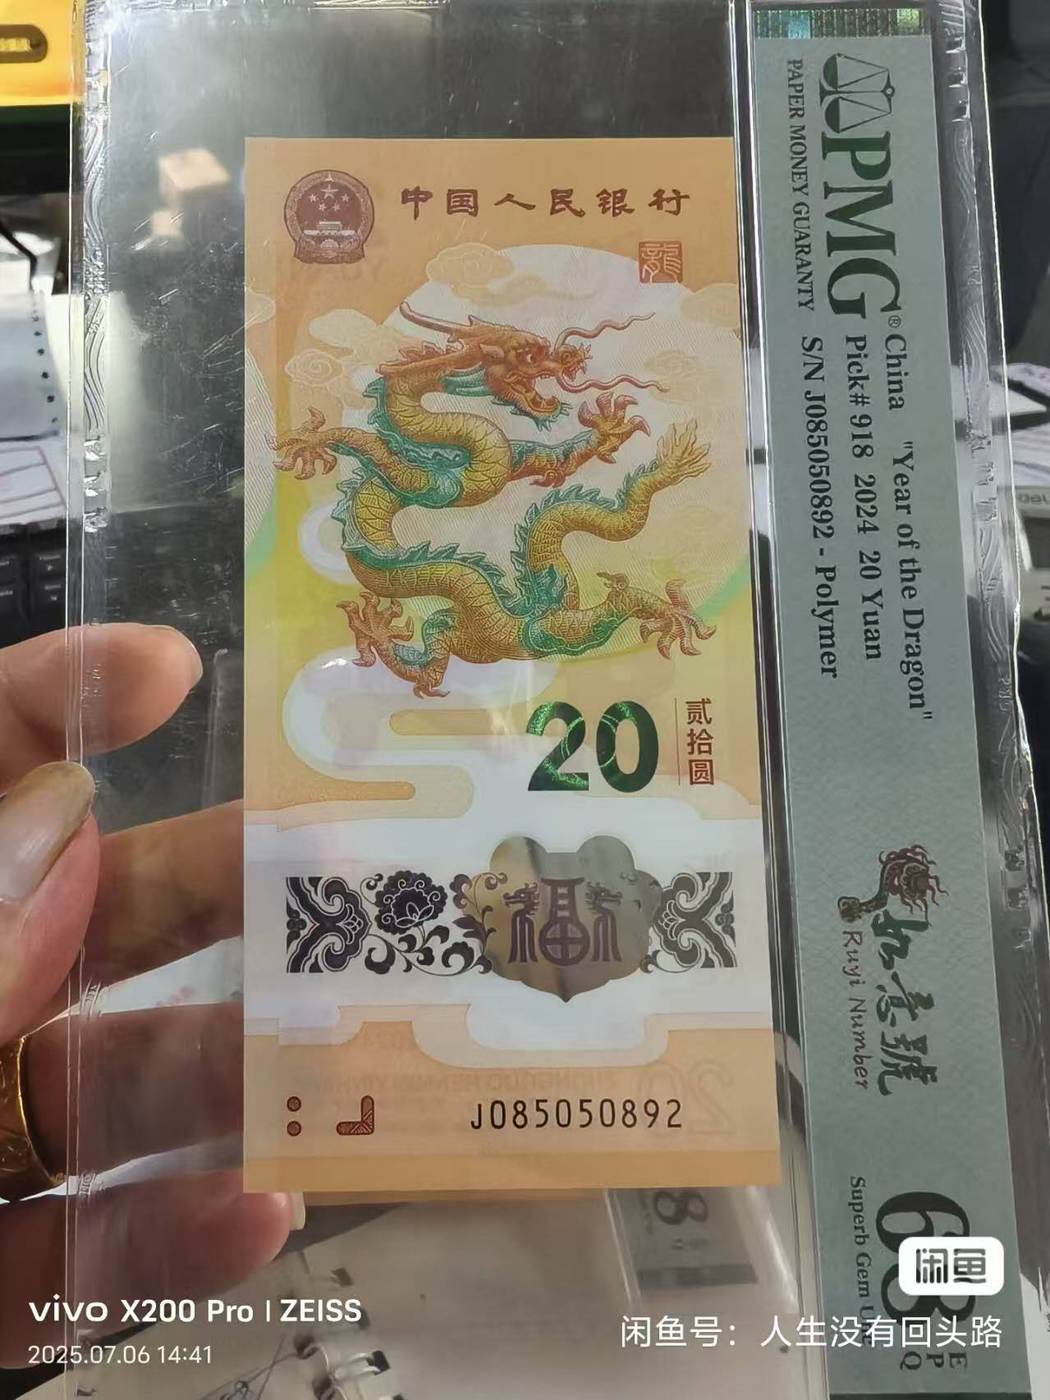 中国人民银行
龍
20
贰拾圆
福
J085050892
PMG®
PAPER MONEY GUARANTY
China "Year of the Dragon"
Pick# 918 2024 20 Yuan
S/N J085050892 - Polymer
如意號
Ruyi Number
68
Superb Gem
E
P
Q
闲鱼
闲鱼号：人生没有回头路
vivo X200 Pro | ZEISS
2025.07.06 14:41